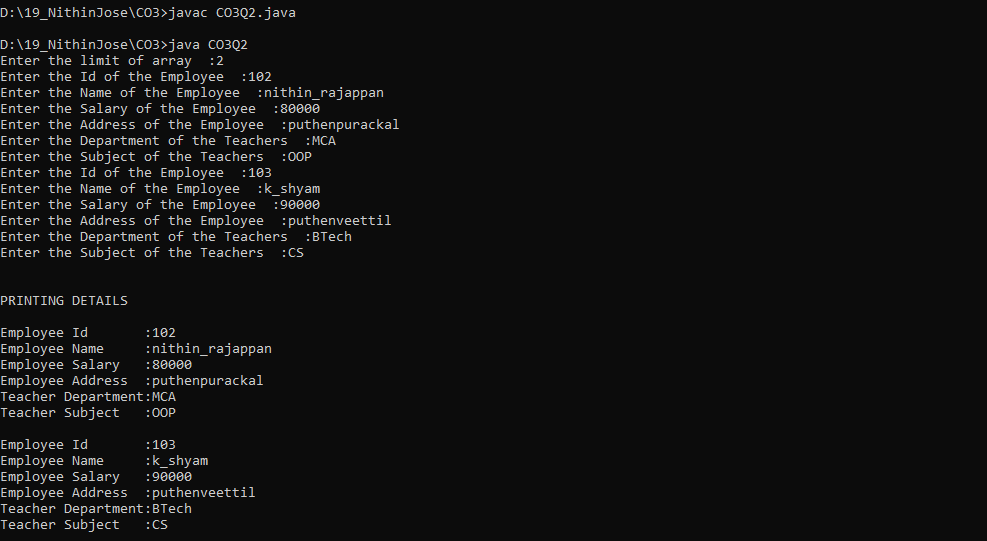 D:\19_NithinJose\CO3>javac CO3Q2.java
D:\19_NithinJose\CO3>java CO3Q2
Enter the limit of array  :2
Enter the Id of the Employee  :102
Enter the Name of the Employee  :nithin_rajappan
Enter the Salary of the Employee  :80000
Enter the Address of the Employee  :puthenpurackal
Enter the Department of the Teachers  :MCA
Enter the Subject of the Teachers  :OOP
Enter the Id of the Employee  :103
Enter the Name of the Employee  :k_shyam
Enter the Salary of the Employee  :90000
Enter the Address of the Employee  :puthenveettil
Enter the Department of the Teachers  :BTech
Enter the Subject of the Teachers  :CS
PRINTING DETAILS
Employee Id       :102
Employee Name     :nithin_rajappan
Employee Salary   :80000
Employee Address  :puthenpurackal
Teacher Department:MCA
Teacher Subject   :OOP
Employee Id       :103
Employee Name     :k_shyam
Employee Salary   :90000
Employee Address  :puthenveettil
Teacher Department:BTech
Teacher Subject   :CS